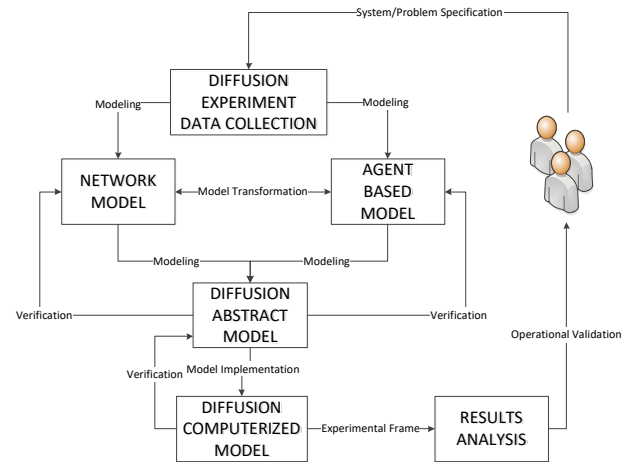 System/Problem Specification
DIFFUSION
EXPERIMENT
DATA COLLECTION
Modeling
Modeling
NETWORK
MODEL
Model Transformation
AGENT
BASED
MODEL
Modeling
Modeling
DIFFUSION
ABSTRACT
MODEL
Verification
Verification
Operational Validation
Verification
Model Implementation
DIFFUSION
COMPUTERIZED
MODEL
Experimental Frame
RESULTS
ANALYSIS